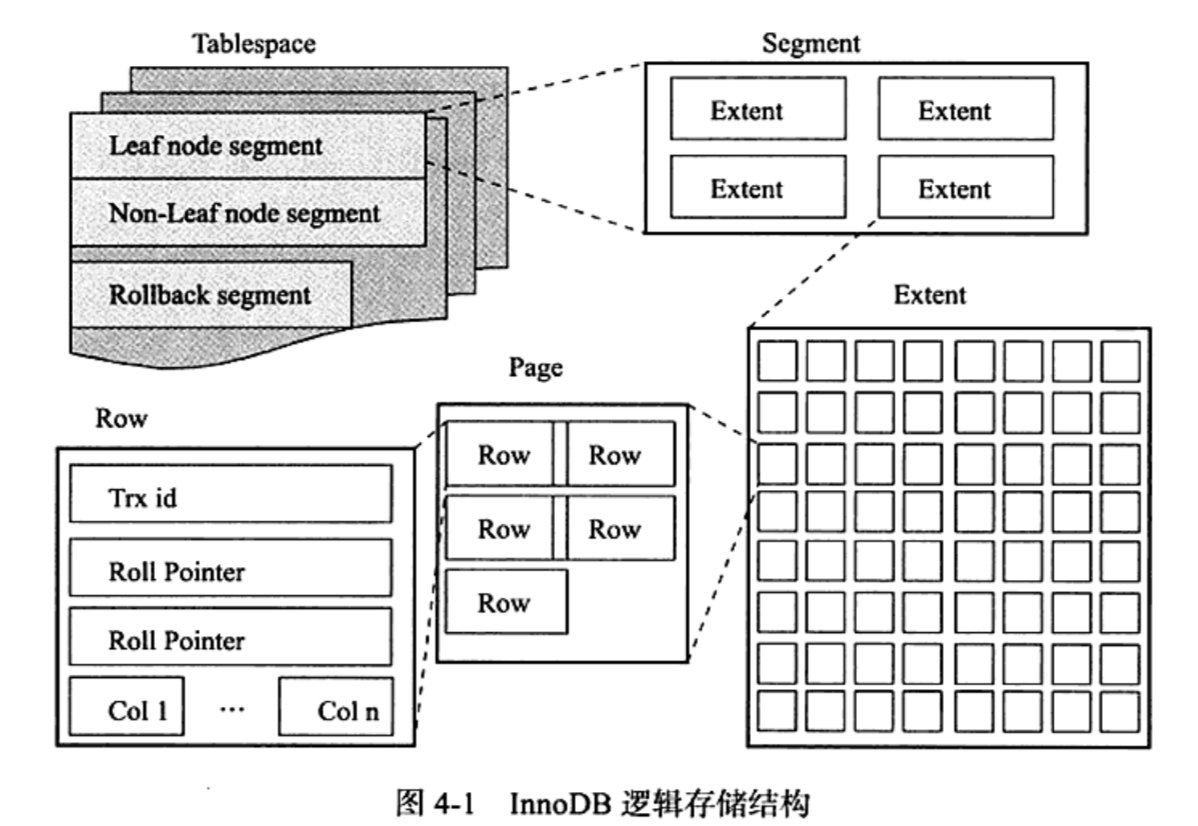 Tablespace
Leaf node segment
Non-Leaf node segment
Rollback segment
Segment
Extent Extent
Extent Extent
Extent
Page
Row Row
Row Row
Row
Row
Trx id
Roll Pointer
Roll Pointer
Col 1 … Col n
图 4-1 InnoDB 逻辑存储结构